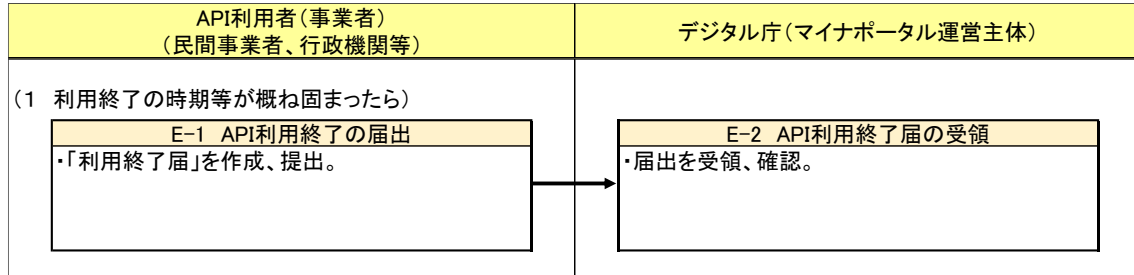 API利用者（事業者）
（民間事業者、行政機関等）
デジタル庁（マイナポータル運営主体）
（１　利用終了の時期等が概ね固まったら）
E-1　API利用終了の届出
・「利用終了届」を作成、提出。
E-2　API利用終了届の受領
・届出を受領、確認。